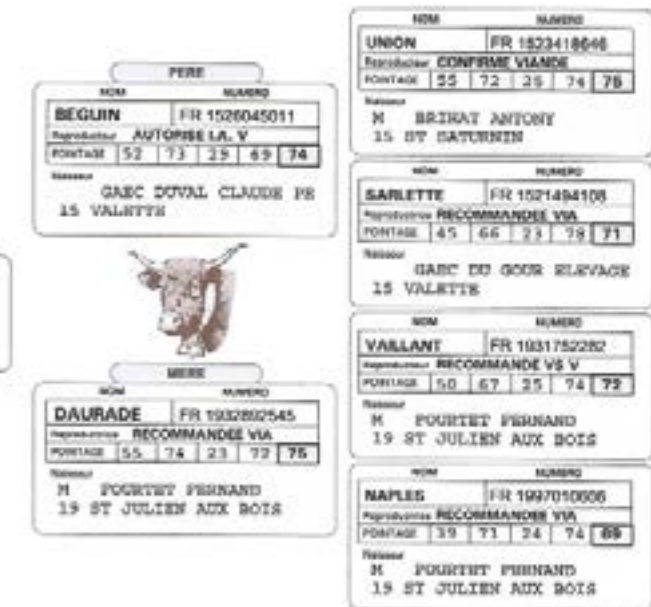 PERE
NOM NUMERO
BEGUIN FR 1526045011
Reproducteur AUTORISE I.A. V
POINTAGE 52 73 29 69 74
Naisseur
GAEC DUVAL CLAUDE PE
15 VALETTE
MERE
NOM NUMERO
DAURADE FR 1932892545
Reproductrice RECOMMANDEE VIA
POINTAGE 55 74 23 72 75
Naisseur
M POURTET FERNAND
19 ST JULIEN AUX BOIS
NOM NUMERO
UNION FR 1523418646
Reproducteur CONFIRME VIANDE
POINTAGE 55 72 25 74 75
Naisseur
M BRIHAT ANTONY
15 ST SATURNIN
NOM NUMERO
SARLETTE FR 1521494108
Reproductrice RECOMMANDEE VIA
POINTAGE 45 66 23 78 71
Naisseur
GAEC DU GOUR ELEVAGE
15 VALETTE
NOM NUMERO
VAILLANT FR 1931752282
Reproducteur RECOMMANDE VS V
POINTAGE 50 67 25 74 72
Naisseur
M POURTET FERNAND
19 ST JULIEN AUX BOIS
NOM NUMERO
NAPLES FR 1997010606
Reproductrice RECOMMANDEE VIA
POINTAGE 39 71 24 74 69
Naisseur
M POURTET FERNAND
19 ST JULIEN AUX BOIS